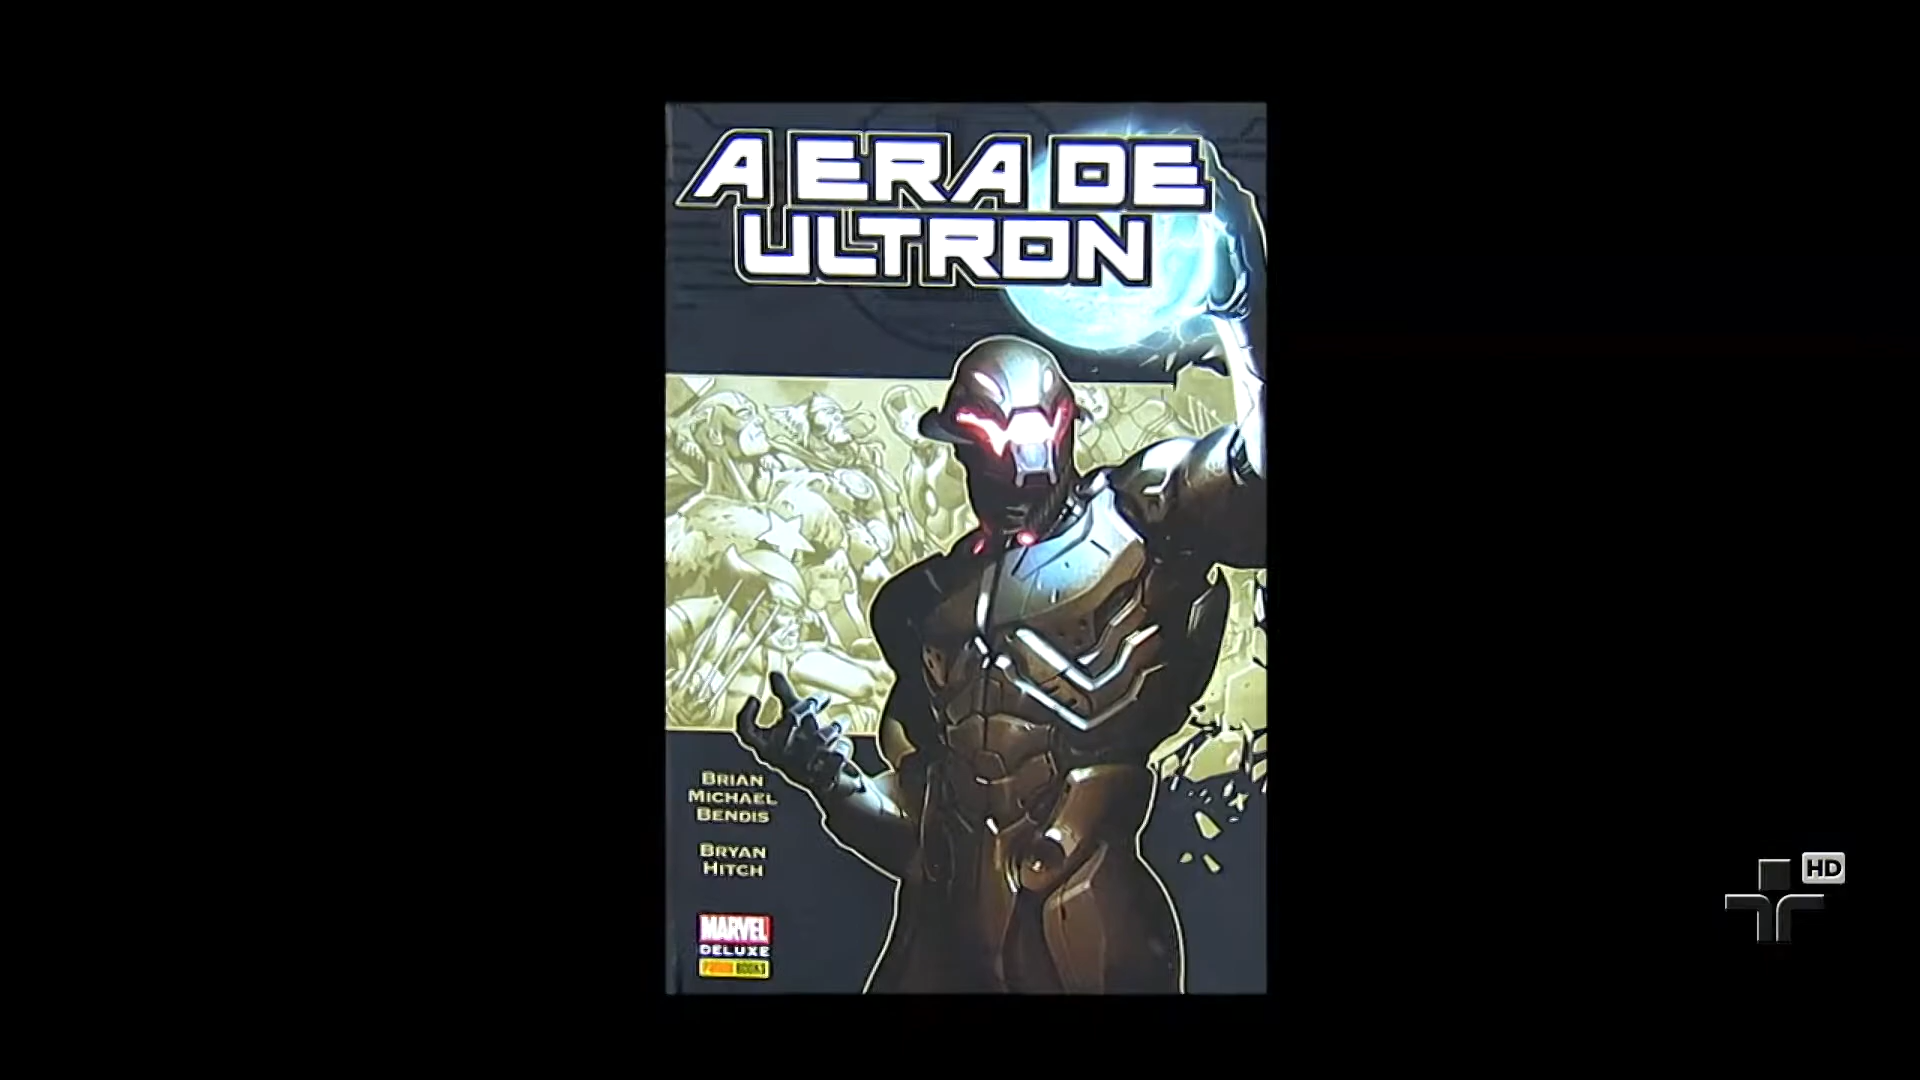 A ERA DE
ULTRON
BRIAN
MICHAEL
BENDIS
BRYAN
HITCH
MARVEL
DELUXE
PANINI BOOKS
HD